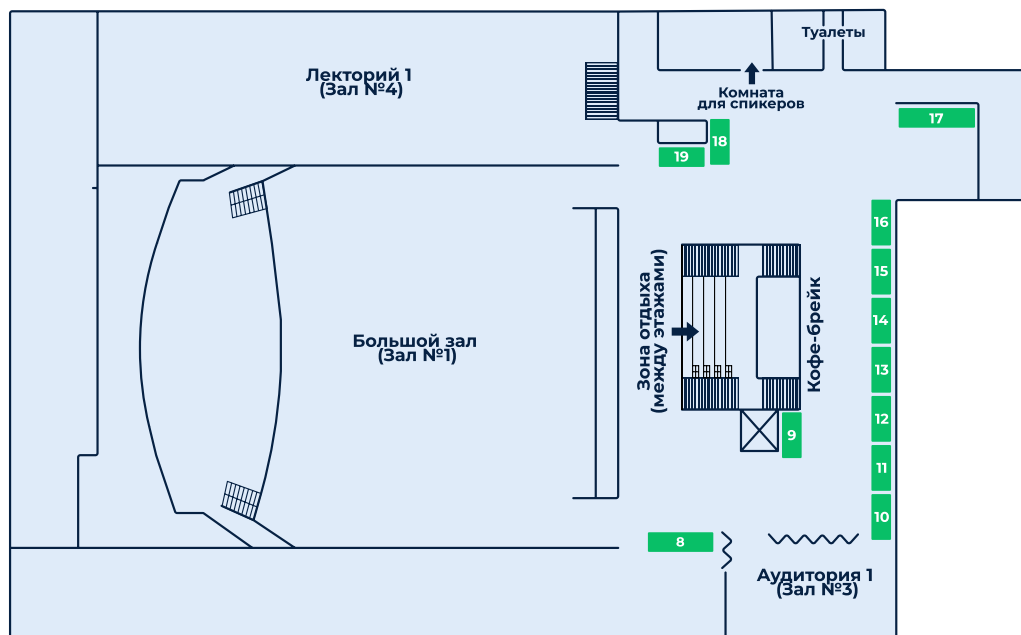 Туалеты
Лекторий 1
(Зал №4)
Комната
для спикеров
17
18
19
16
15
14
13
12
11
10
Зона отдыха
(между этажами)
Кофе-брейк
Большой зал
(Зал №1)
9
8
Аудитория 1
(Зал №3)